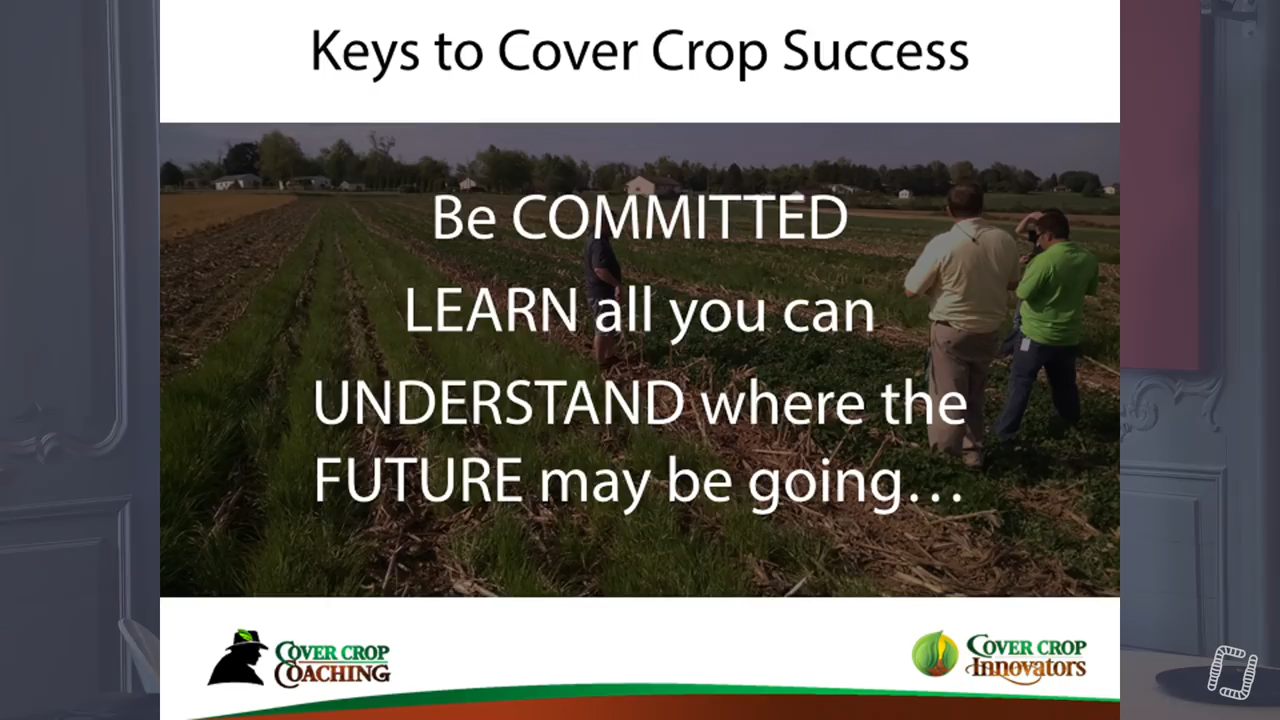 Keys to Cover Crop Success
Be COMMITTED
LEARN all you can
UNDERSTAND where the
FUTURE may be going…
COVER CROP
COACHING
COVER CROP
Innovators